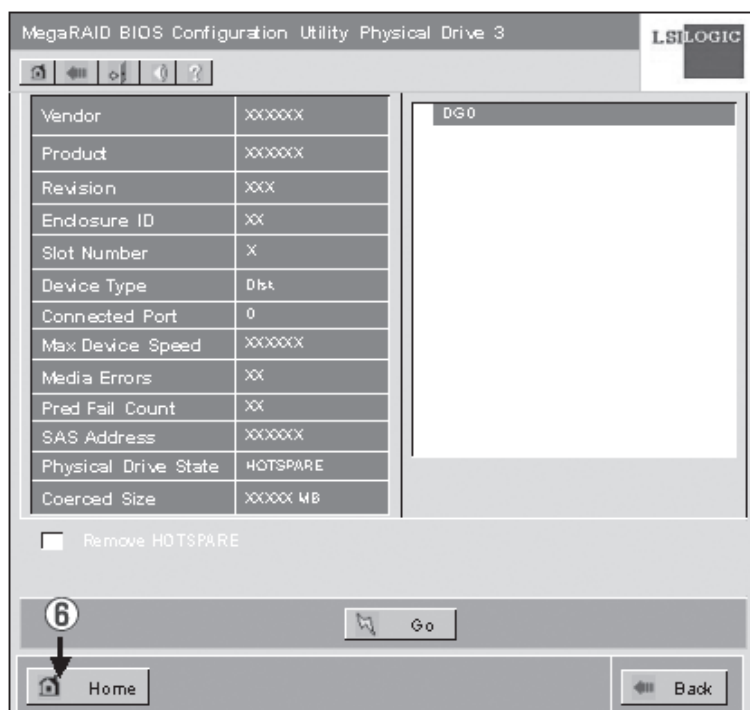 MegaRAID BIOS Configuration Utility Physical Drive 3
LSI LOGIC
Vendor XXXXXX
DG0
Product XXXXXX
Revision XXX
Enclosure ID XX
Slot Number X
Device Type Disk
Connected Port 0
Max Device Speed XXXXXX
Media Errors XX
Pred Fail Count XX
SAS Address XXXXXX
Physical Drive State HOTSPARE
Coerced Size XXXXX MB
Remove HOTSPARE
⑥
Go
Home
Back